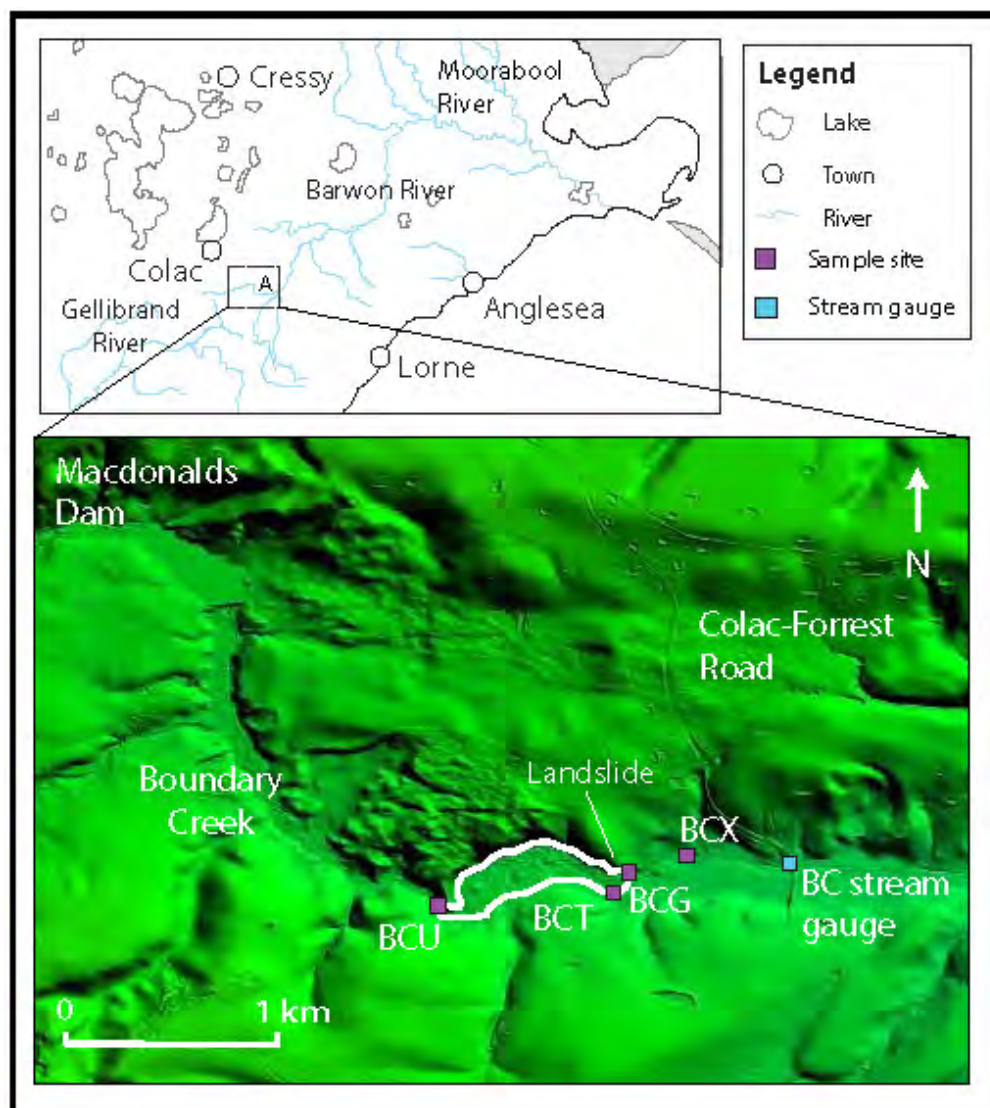 Cressy
Moorabool
River
Barwon River
Colac
A
Gellibrand
River
Anglesea
Lorne
Legend
Lake
Town
River
Sample site
Stream gauge
Macdonalds
Dam
N
Colac-Forrest
Road
Boundary
Creek
Landslide
BCX
BCU
BCT
BCG
BC stream
gauge
0 1 km